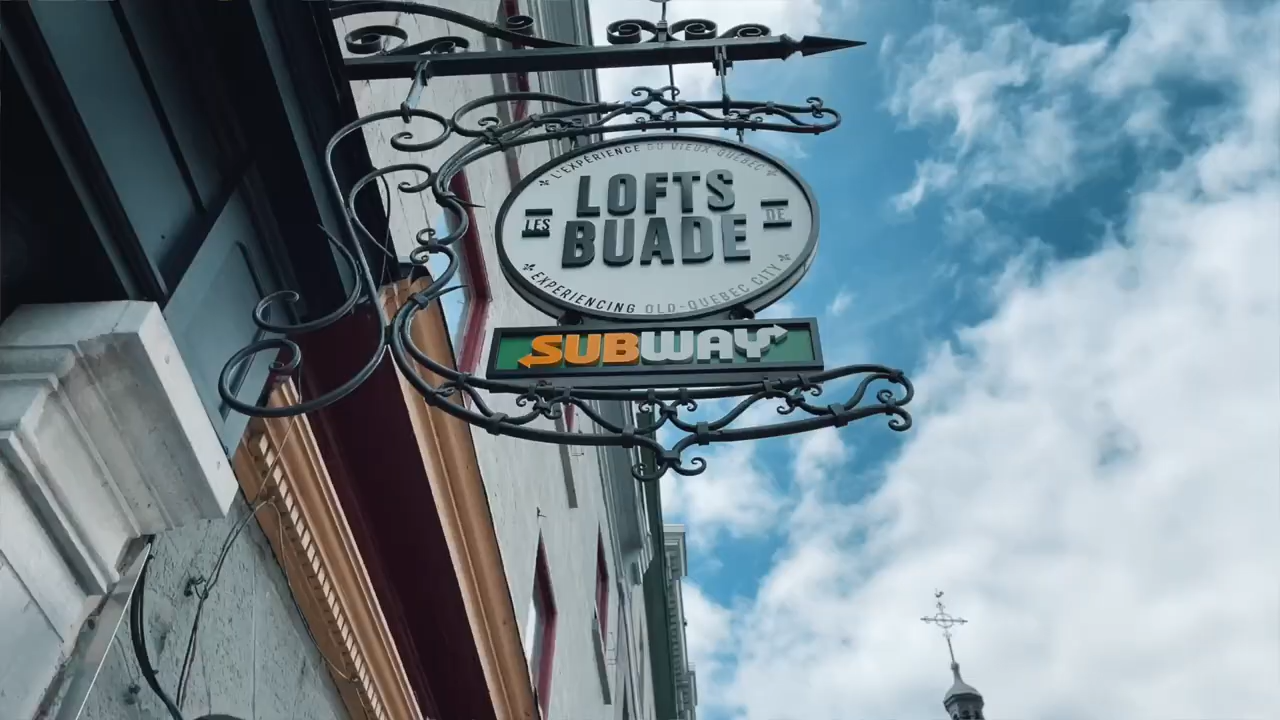 L'EXPÉRIENCE DU VIEUX QUÉBEC
LES LOFTS DE
BUADE
EXPERIENCING OLD-QUEBEC CITY
SUBWAY